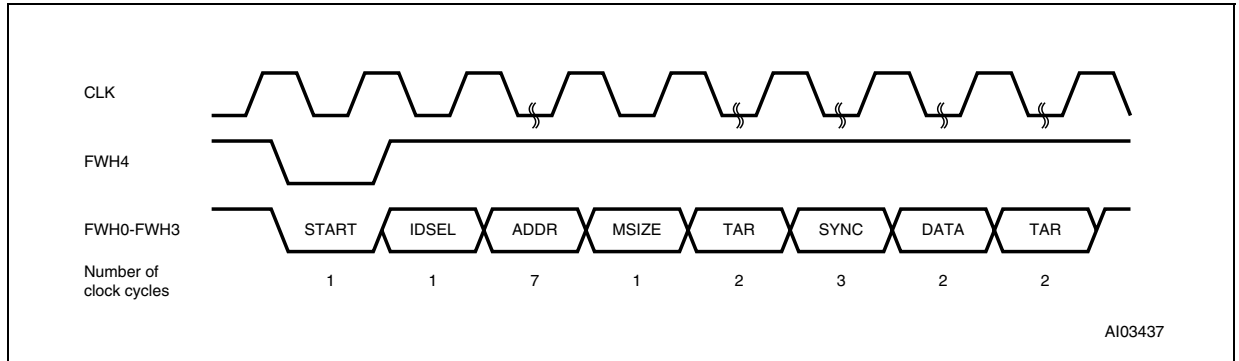 CLK
FWH4
FWH0-FWH3 START IDSEL ADDR MSIZE TAR SYNC DATA TAR
Number of
clock cycles 1 1 7 1 2 3 2 2
AI03437